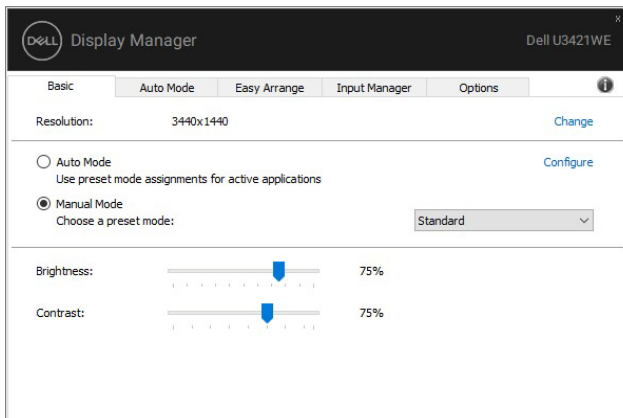 DELL Display Manager
Dell U3421WE
x
Basic Auto Mode Easy Arrange Input Manager Options i
Resolution: 3440x1440 Change
Auto Mode Configure
Use preset mode assignments for active applications
Manual Mode
Choose a preset mode: Standard
Brightness: 75%
Contrast: 75%